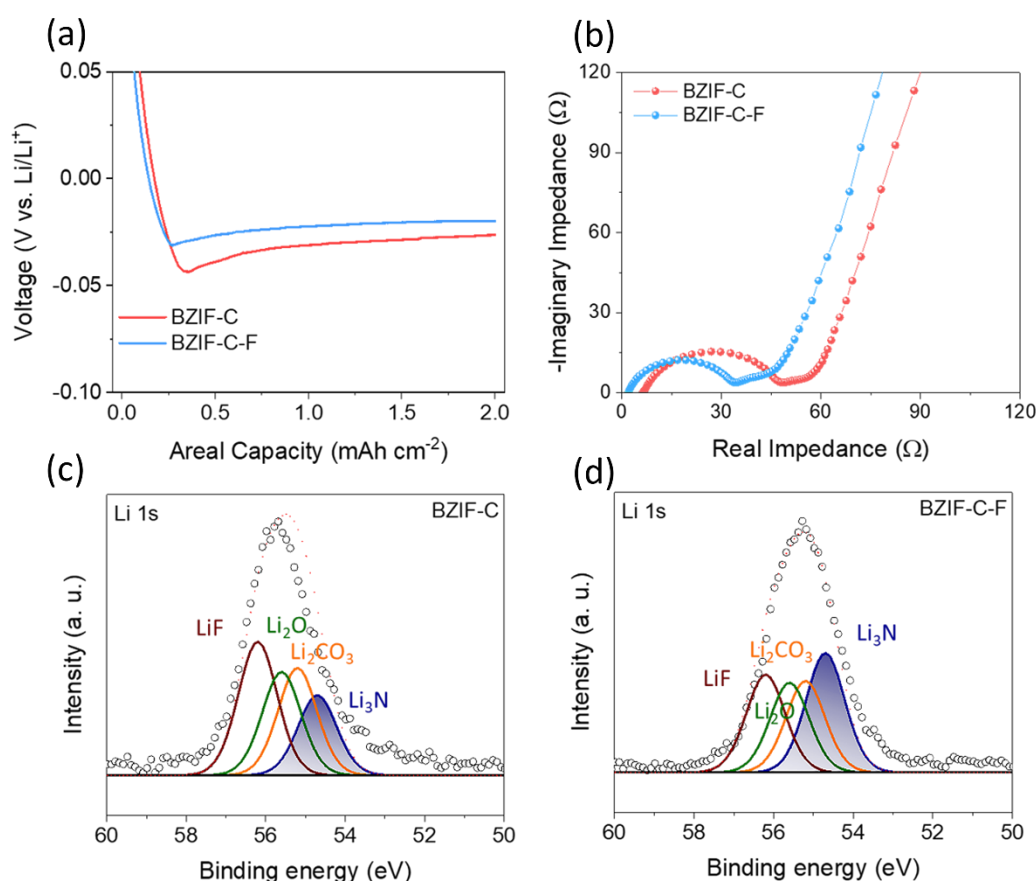 (a)
0.05
0.00
-0.05
-0.10
Voltage (V vs. Li/Li⁺)
BZIF-C
BZIF-C-F
0.0 0.5 1.0 1.5 2.0
Areal Capacity (mAh cm⁻²)
(b)
120
90
60
30
0
-Imaginary Impedance (Ω)
BZIF-C
BZIF-C-F
0 30 60 90 120
Real Impedance (Ω)
(c)
Li 1s
BZIF-C
Intensity (a. u.)
LiF
Li₂O
Li₂CO₃
Li₃N
60 58 56 54 52 50
Binding energy (eV)
(d)
Li 1s
BZIF-C-F
Intensity (a. u.)
Li₃N
Li₂CO₃
LiF
Li₂O
60 58 56 54 52 50
Binding energy (eV)